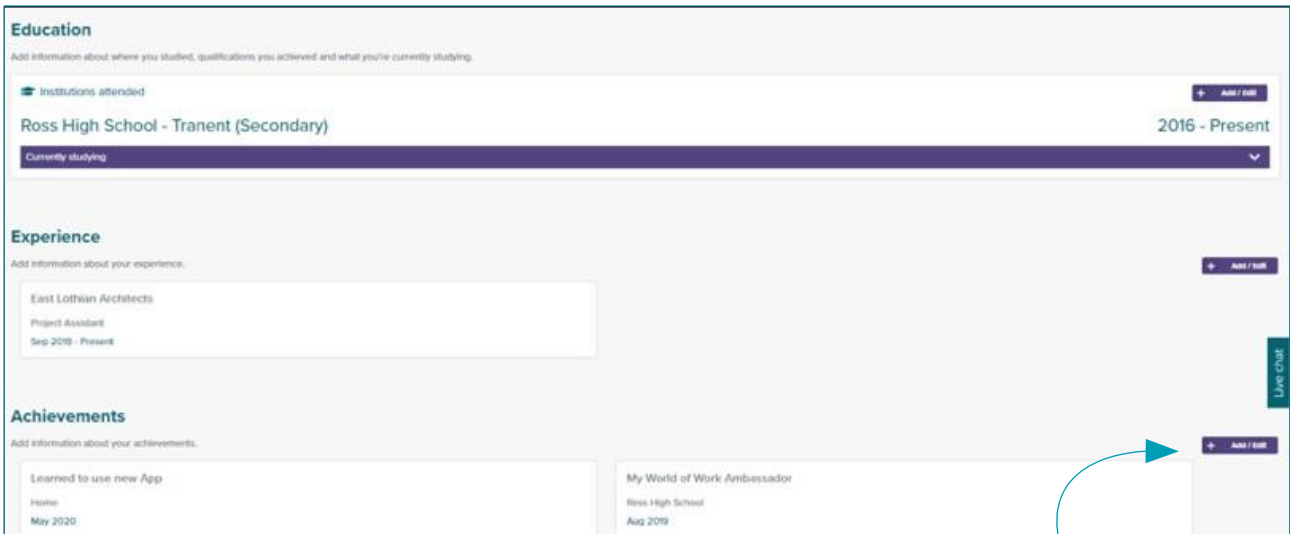 Education
Add information about where you studied, qualifications you achieved and what you're currently studying.
Institutions attended
+ Add / Edit
Ross High School - Tranent (Secondary)
2016 - Present
Currently studying
Experience
Add information about your experience.
+ Add / Edit
East Lothian Architects
Project Assistant
Sep 2018 - Present
Live chat
Achievements
Add information about your achievements.
+ Add / Edit
Learned to use new App
My World of Work Ambassador
Home
Ross High School
May 2020
Aug 2019